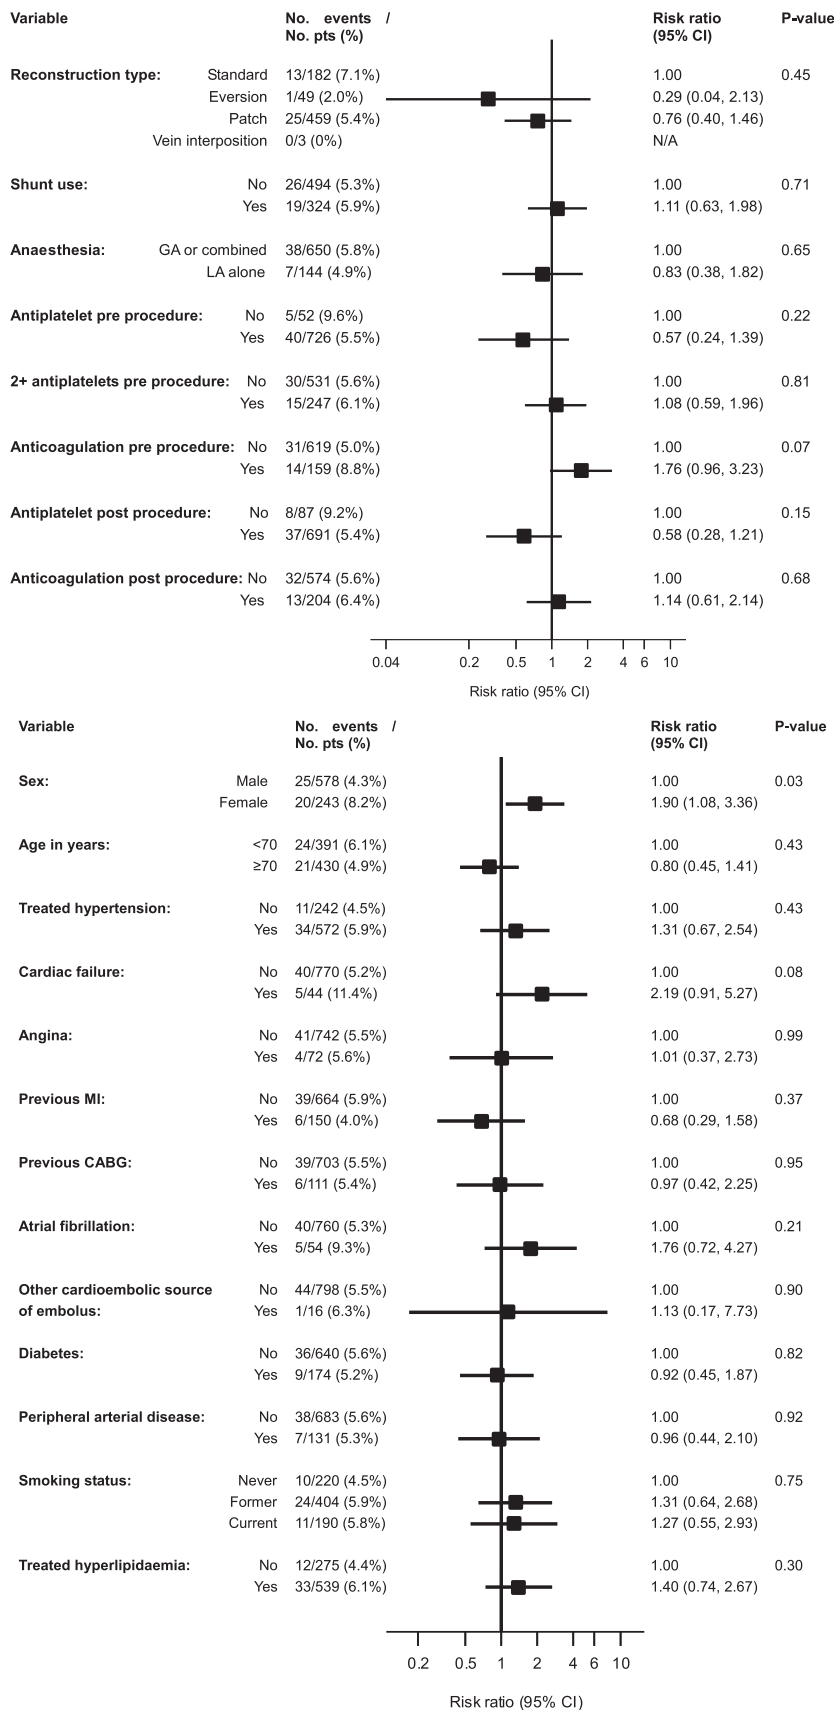 Variable No. events / Risk ratio P-value
No. pts (%) (95% CI)
Reconstruction type: Standard 13/182 (7.1%) 1.00 0.45
Eversion 1/49 (2.0%) 0.29 (0.04, 2.13)
Patch 25/459 (5.4%) 0.76 (0.40, 1.46)
Vein interposition 0/3 (0%) N/A
Shunt use: No 26/494 (5.3%) 1.00 0.71
Yes 19/324 (5.9%) 1.11 (0.63, 1.98)
Anaesthesia: GA or combined 38/650 (5.8%) 1.00 0.65
LA alone 7/144 (4.9%) 0.83 (0.38, 1.82)
Antiplatelet pre procedure: No 5/52 (9.6%) 1.00 0.22
Yes 40/726 (5.5%) 0.57 (0.24, 1.39)
2+ antiplatelets pre procedure: No 30/531 (5.6%) 1.00 0.81
Yes 15/247 (6.1%) 1.08 (0.59, 1.96)
Anticoagulation pre procedure: No 31/619 (5.0%) 1.00 0.07
Yes 14/159 (8.8%) 1.76 (0.96, 3.23)
Antiplatelet post procedure: No 8/87 (9.2%) 1.00 0.15
Yes 37/691 (5.4%) 0.58 (0.28, 1.21)
Anticoagulation post procedure: No 32/574 (5.6%) 1.00 0.68
Yes 13/204 (6.4%) 1.14 (0.61, 2.14)
0.04 0.2 0.5 1 2 4 6 10
Risk ratio (95% CI)
Variable No. events / Risk ratio P-value
No. pts (%) (95% CI)
Sex: Male 25/578 (4.3%) 1.00 0.03
Female 20/243 (8.2%) 1.90 (1.08, 3.36)
Age in years: <70 24/391 (6.1%) 1.00 0.43
≥70 21/430 (4.9%) 0.80 (0.45, 1.41)
Treated hypertension: No 11/242 (4.5%) 1.00 0.43
Yes 34/572 (5.9%) 1.31 (0.67, 2.54)
Cardiac failure: No 40/770 (5.2%) 1.00 0.08
Yes 5/44 (11.4%) 2.19 (0.91, 5.27)
Angina: No 41/742 (5.5%) 1.00 0.99
Yes 4/72 (5.6%) 1.01 (0.37, 2.73)
Previous MI: No 39/664 (5.9%) 1.00 0.37
Yes 6/150 (4.0%) 0.68 (0.29, 1.58)
Previous CABG: No 39/703 (5.5%) 1.00 0.95
Yes 6/111 (5.4%) 0.97 (0.42, 2.25)
Atrial fibrillation: No 40/760 (5.3%) 1.00 0.21
Yes 5/54 (9.3%) 1.76 (0.72, 4.27)
Other cardioembolic source No 44/798 (5.5%) 1.00 0.90
of embolus: Yes 1/16 (6.3%) 1.13 (0.17, 7.73)
Diabetes: No 36/640 (5.6%) 1.00 0.82
Yes 9/174 (5.2%) 0.92 (0.45, 1.87)
Peripheral arterial disease: No 38/683 (5.6%) 1.00 0.92
Yes 7/131 (5.3%) 0.96 (0.44, 2.10)
Smoking status: Never 10/220 (4.5%) 1.00 0.75
Former 24/404 (5.9%) 1.31 (0.64, 2.68)
Current 11/190 (5.8%) 1.27 (0.55, 2.93)
Treated hyperlipidaemia: No 12/275 (4.4%) 1.00 0.30
Yes 33/539 (6.1%) 1.40 (0.74, 2.67)
0.2 0.5 1 2 4 6 10
Risk ratio (95% CI)